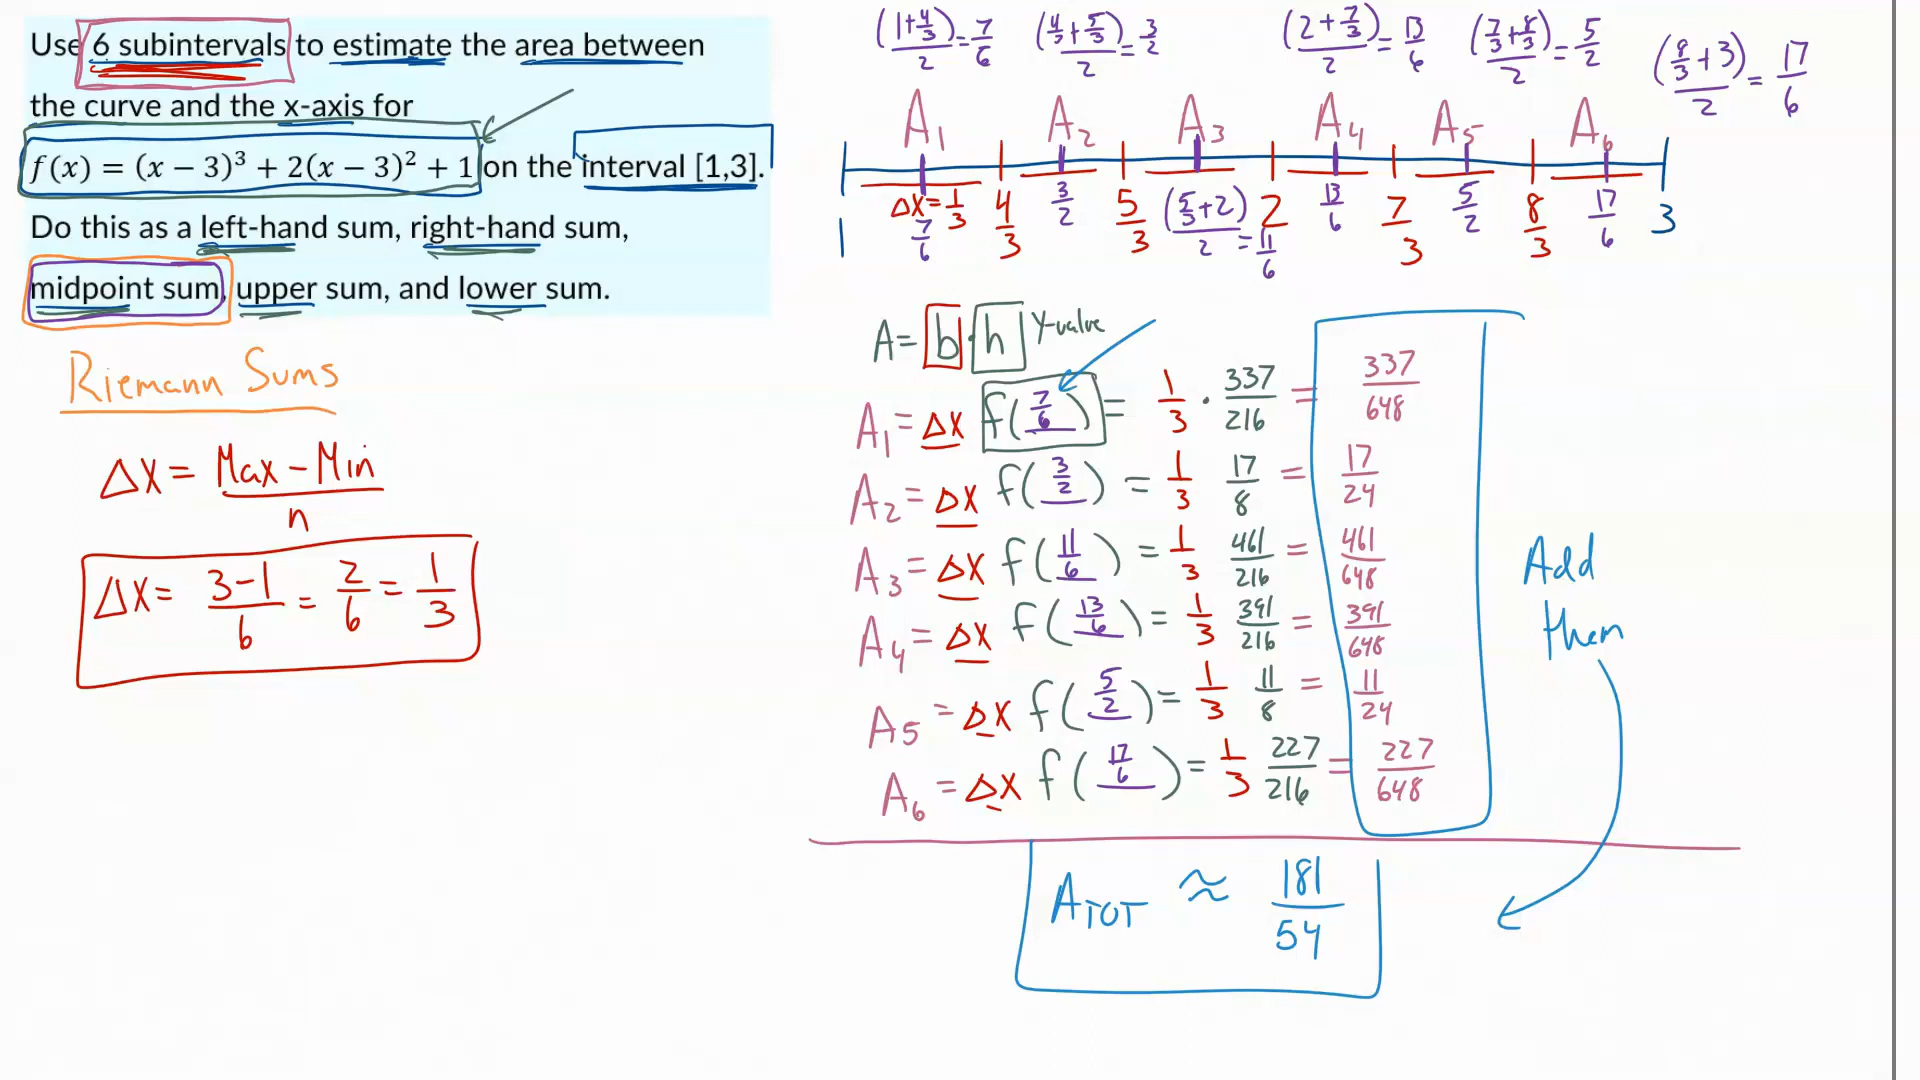 Use 6 subintervals to estimate the area between
the curve and the x-axis for
f(x) = (x − 3)³ + 2(x − 3)² + 1 on the interval [1,3].
Do this as a left-hand sum, right-hand sum,
midpoint sum, upper sum, and lower sum.
Riemann Sums
ΔX = (Max − Min)/n
ΔX = (3−1)/6 = 2/6 = 1/3
(1+4/3)/2 = 7/6 (4/3+5/3)/2 = 3/2 (2+7/3)/2 = 13/6 (7/3+8/3)/2 = 5/2 (8/3+3)/2 = 17/6
A1 A2 A3 A4 A5 A6
1 ΔX=1/3 7/6 4/3 3/2 5/3 (5/3+2)/2 = 11/6 2 13/6 7/3 5/2 8/3 17/6 3
A = b · h Y-value
A1 = ΔX f(7/6) = 1/3 · 337/216 = 337/648
A2 = ΔX f(3/2) = 1/3 17/8 = 17/24
A3 = ΔX f(11/6) = 1/3 461/216 = 461/648
A4 = ΔX f(13/6) = 1/3 391/216 = 391/648
A5 = ΔX f(5/2) = 1/3 11/8 = 11/24
A6 = ΔX f(17/6) = 1/3 227/216 = 227/648
Add
them
ATOT ≈ 181/54